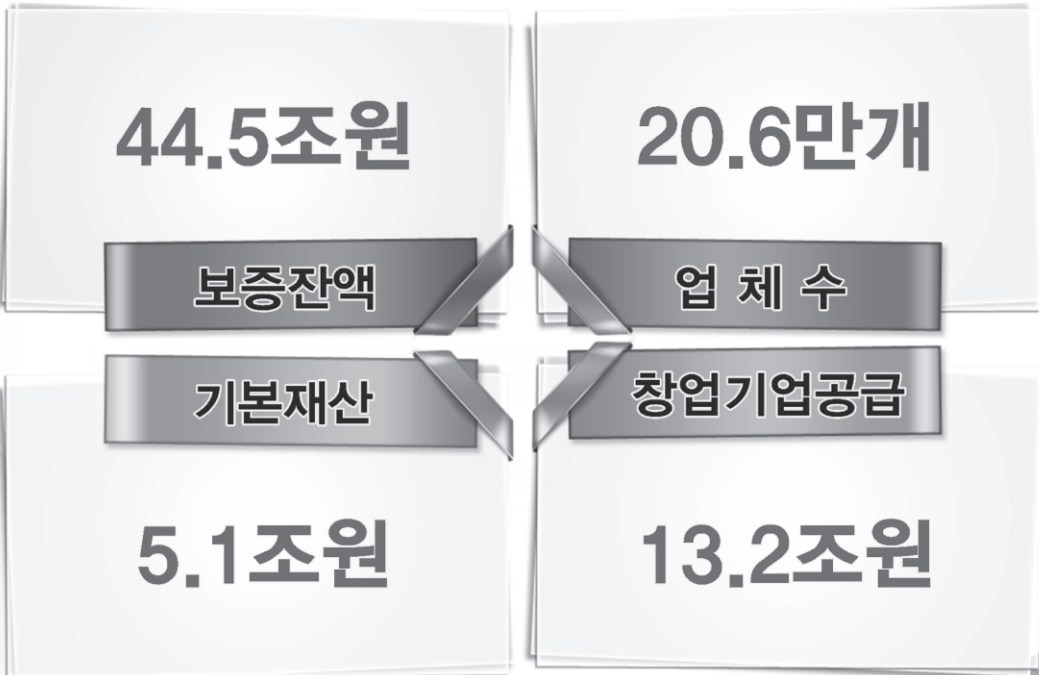 44.5조원
보증잔액
20.6만개
업 체 수
기본재산
5.1조원
창업기업공급
13.2조원